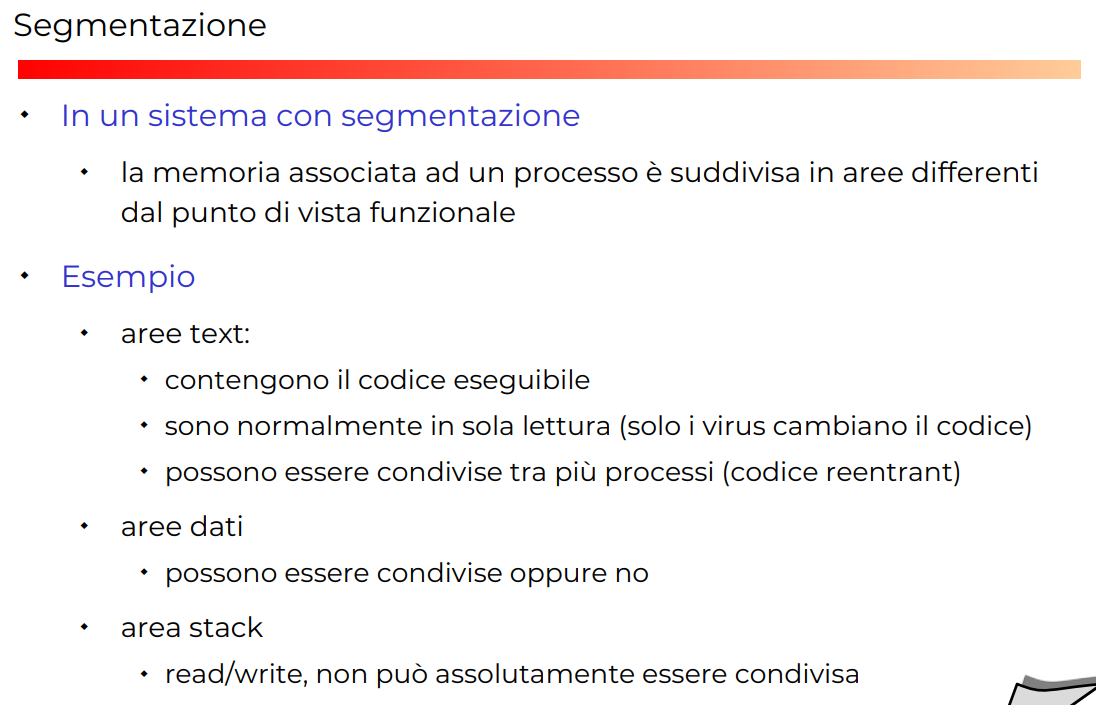 Segmentazione
In un sistema con segmentazione
la memoria associata ad un processo è suddivisa in aree differenti
dal punto di vista funzionale
Esempio
aree text:
contengono il codice eseguibile
sono normalmente in sola lettura (solo i virus cambiano il codice)
possono essere condivise tra più processi (codice reentrant)
aree dati
possono essere condivise oppure no
area stack
read/write, non può assolutamente essere condivisa